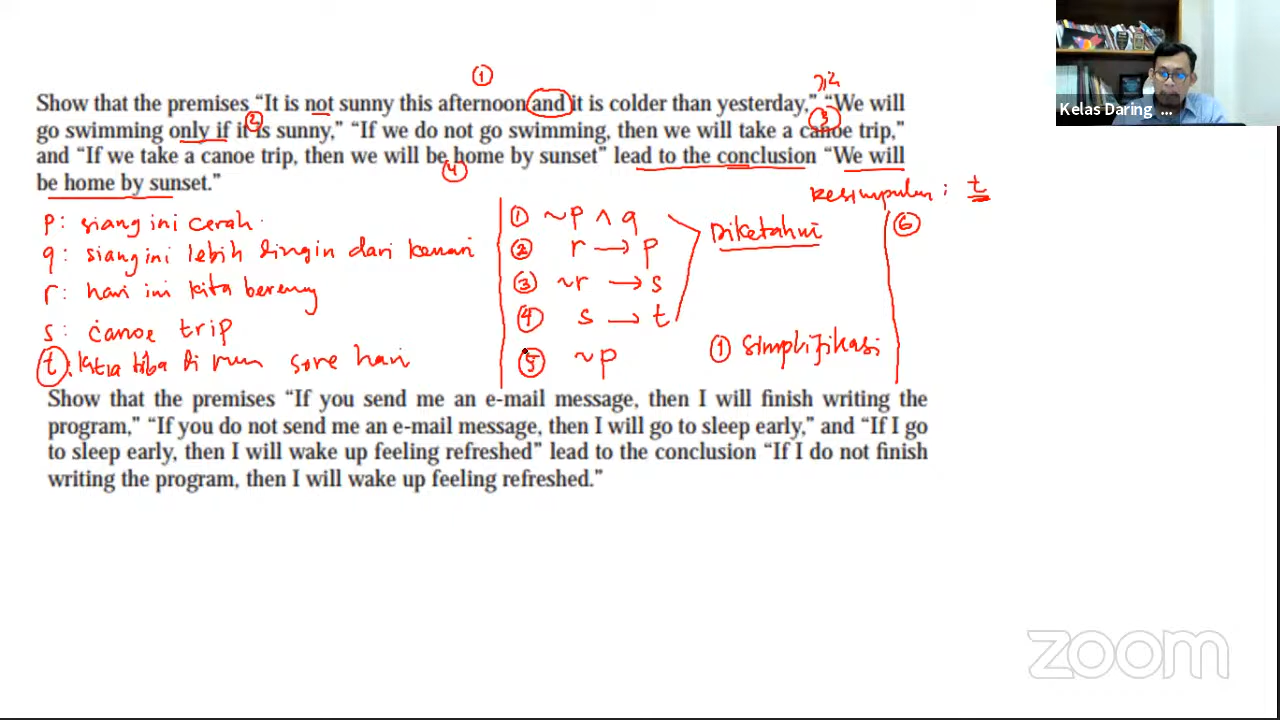 ①
Show that the premises “It is not sunny this afternoon and it is colder than yesterday,” “We will
②
③
go swimming only if it is sunny,” “If we do not go swimming, then we will take a canoe trip,”
and “If we take a canoe trip, then we will be home by sunset” lead to the conclusion “We will
④
be home by sunset.”
kesimpulan : t
p : siang ini cerah.
q : siang ini lebih dingin dari kemari
r : hari ini kita berenang
s : canoe trip
t : kita tiba di rum sore hari
① ~p ∧ q
② r → p
③ ~r → s
④ s → t
⑤ ~p
Diketahui
① Simplifikasi
⑥
Show that the premises “If you send me an e-mail message, then I will finish writing the
program,” “If you do not send me an e-mail message, then I will go to sleep early,” and “If I go
to sleep early, then I will wake up feeling refreshed” lead to the conclusion “If I do not finish
writing the program, then I will wake up feeling refreshed.”
Kelas Daring ...
zoom